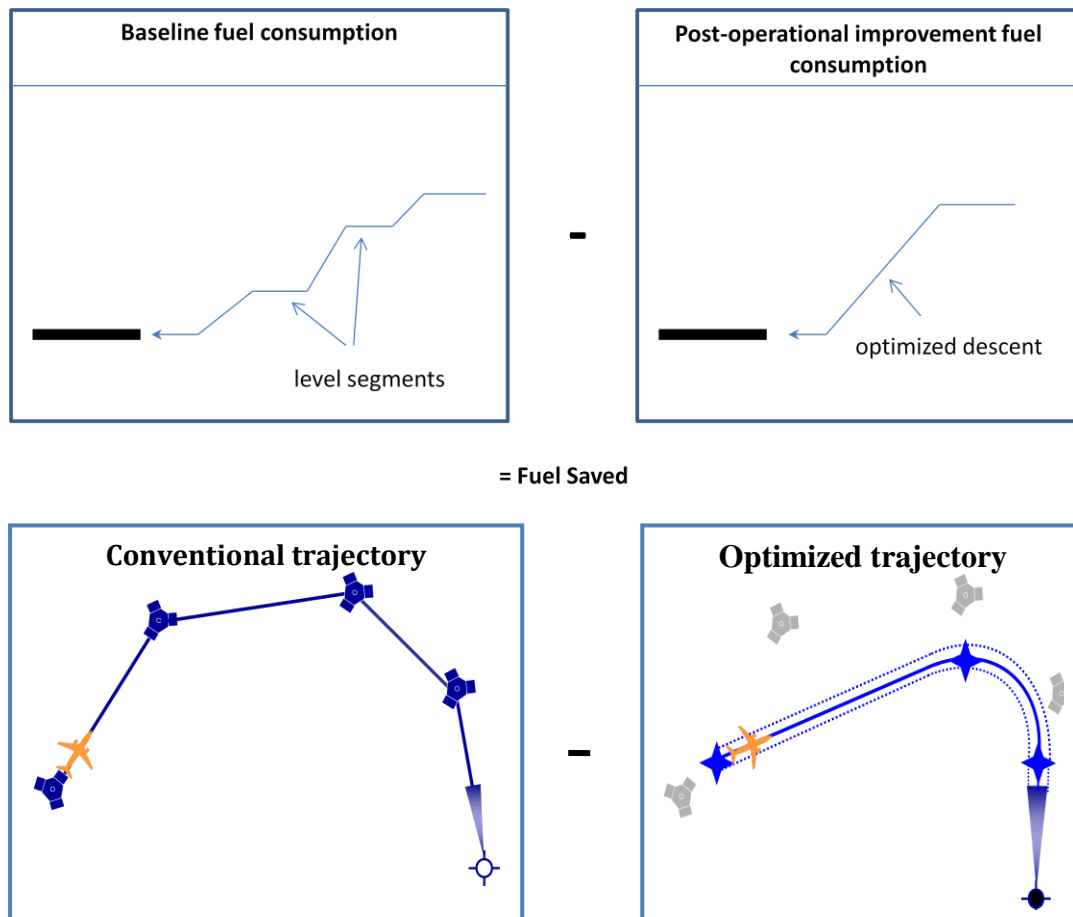 Baseline fuel consumption
Post-operational improvement fuel
consumption
-
level segments
optimized descent
= Fuel Saved
Conventional trajectory
Optimized trajectory
-